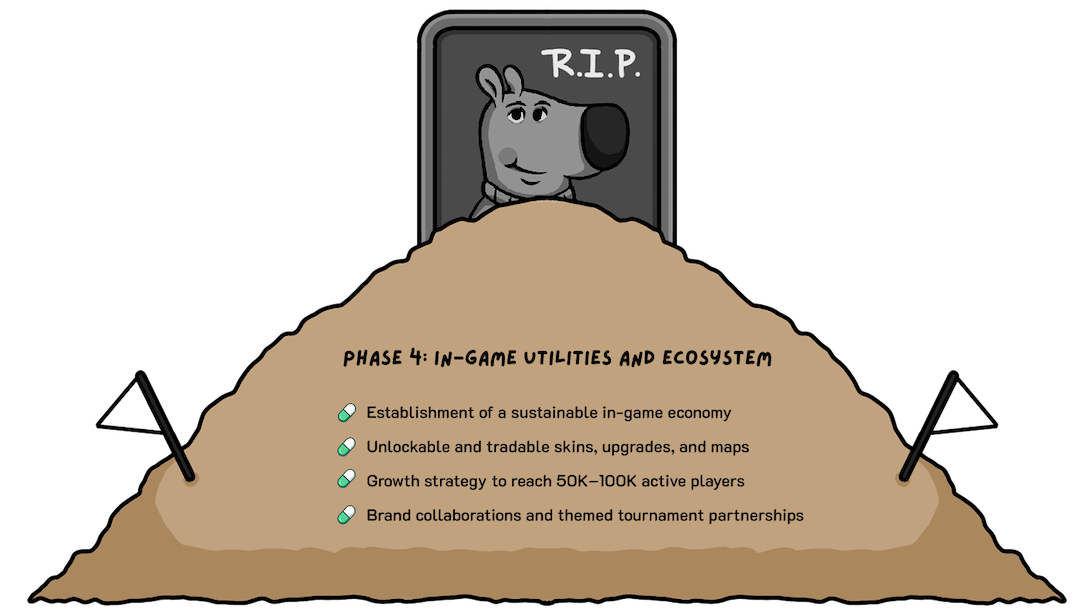 R.I.P.
PHASE 4: IN-GAME UTILITIES AND ECOSYSTEM
Establishment of a sustainable in-game economy
Unlockable and tradable skins, upgrades, and maps
Growth strategy to reach 50K–100K active players
Brand collaborations and themed tournament partnerships